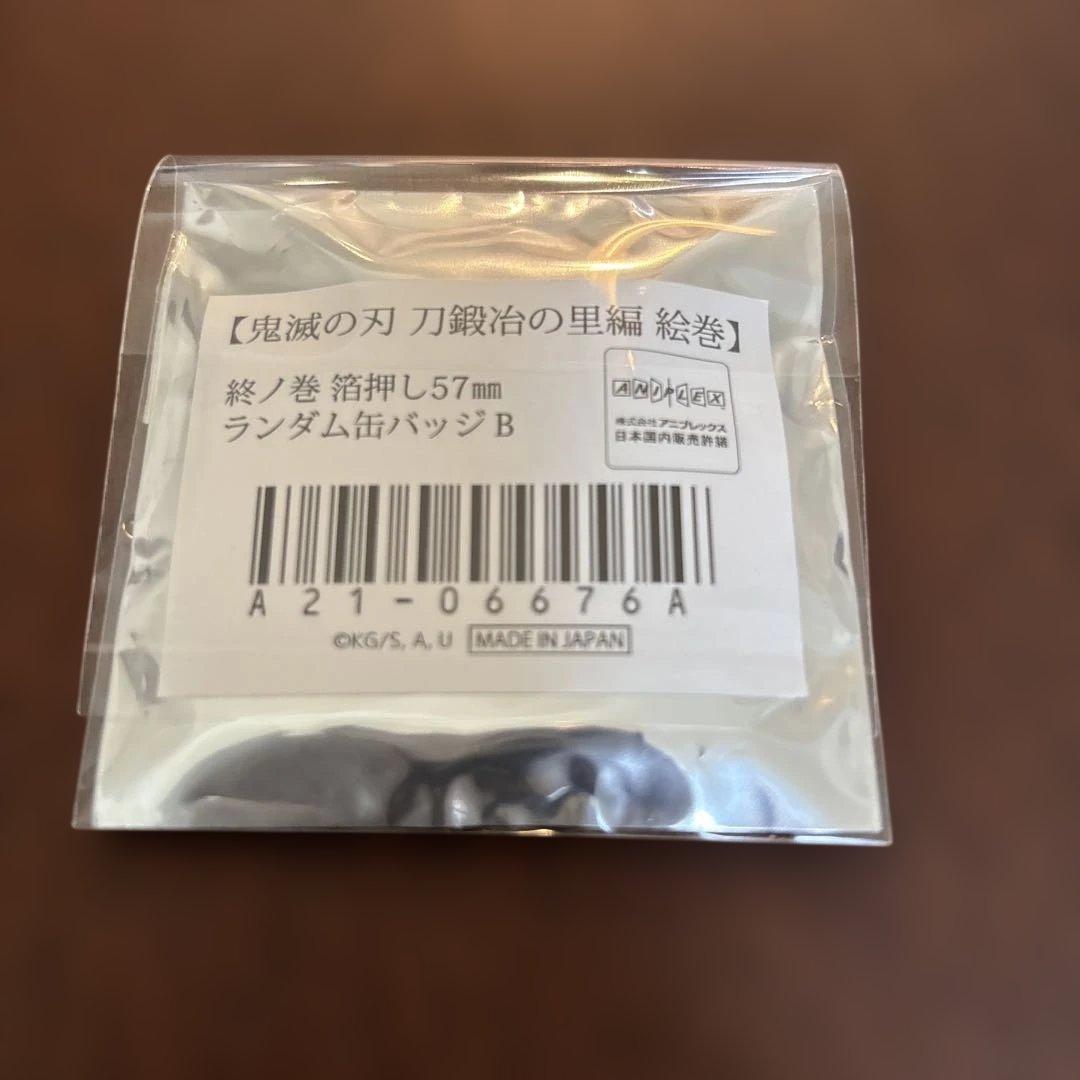 【鬼滅の刃 刀鍛冶の里編 絵巻】
終ノ巻 箔押し57㎜
ランダム缶バッジ B
ANIPLEX
株式会社アニプレックス
日本国内販売許諾
A21-06676A
©KG/S, A, U MADE IN JAPAN